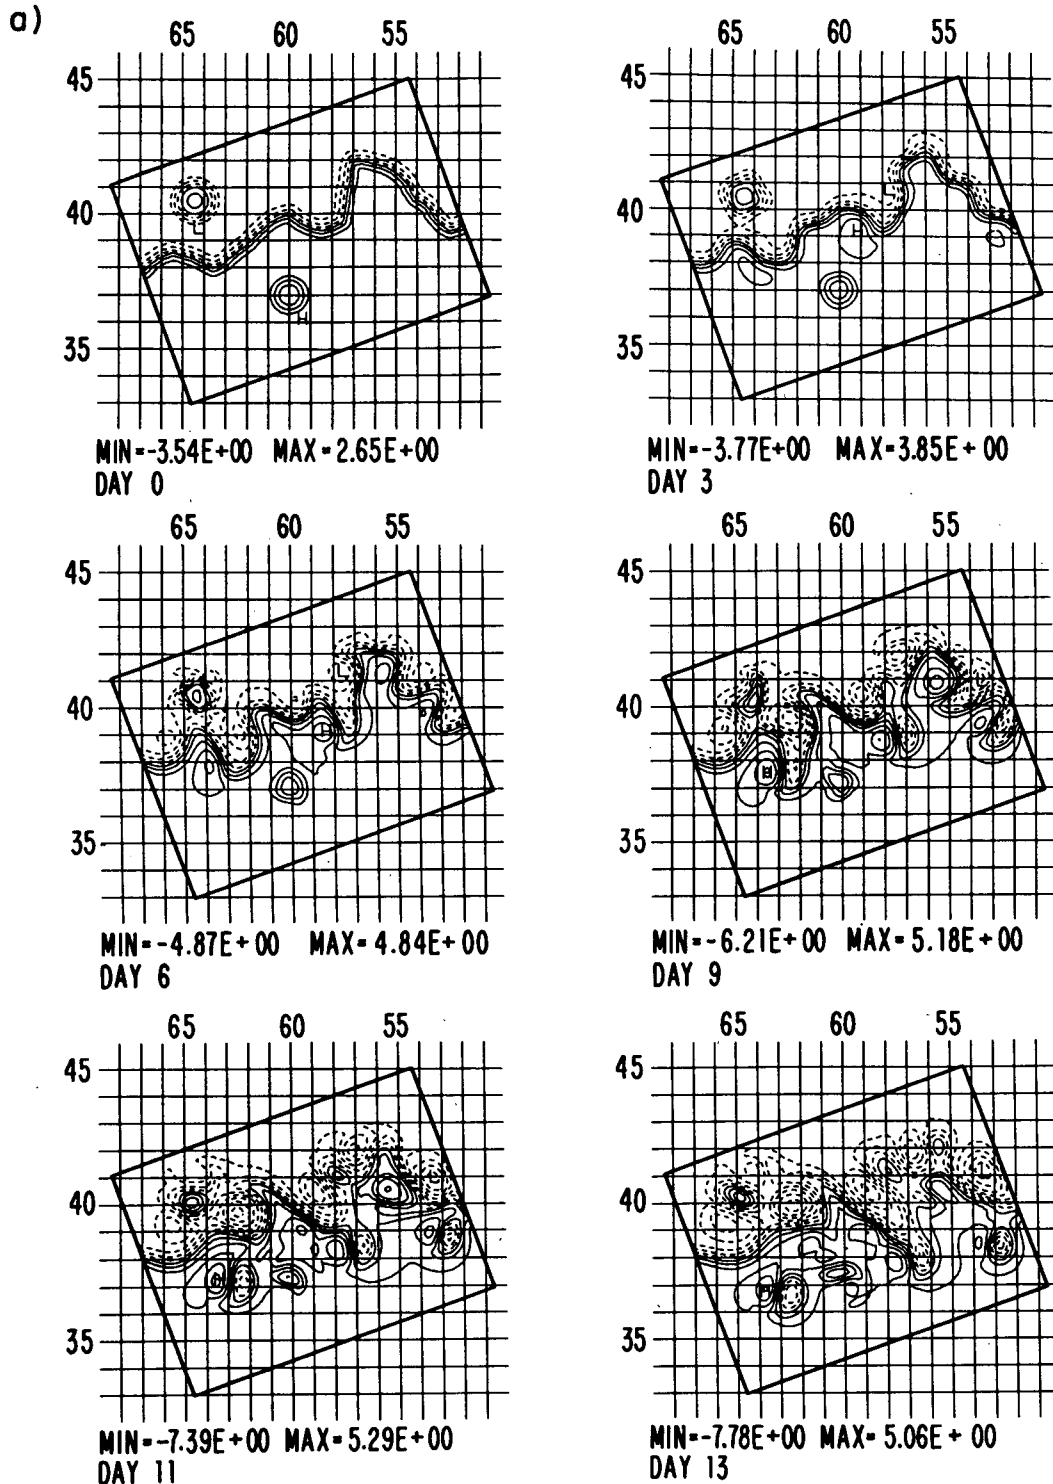 a)
65 60 55
45
40
35
L
H
MIN=-3.54E+00 MAX=2.65E+00
DAY 0
65 60 55
45
40
35
L
H
MIN=-3.77E+00 MAX=3.85E+00
DAY 3
65 60 55
45
40
35
L
MIN=-4.87E+00 MAX=4.84E+00
DAY 6
65 60 55
45
40
35
H
L
MIN=-6.21E+00 MAX=5.18E+00
DAY 9
65 60 55
45
40
35
H
MIN=-7.39E+00 MAX=5.29E+00
DAY 11
65 60 55
45
40
35
H
MIN=-7.78E+00 MAX=5.06E+00
DAY 13